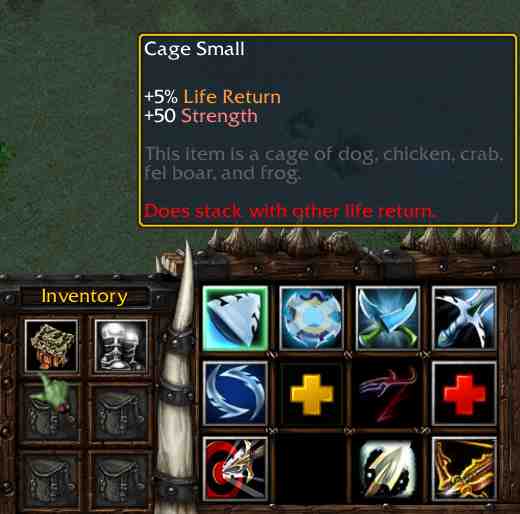 Cage Small
+5% Life Return
+50 Strength
This item is a cage of dog, chicken, crab,
fel boar, and frog.
Does stack with other life return.
Inventory